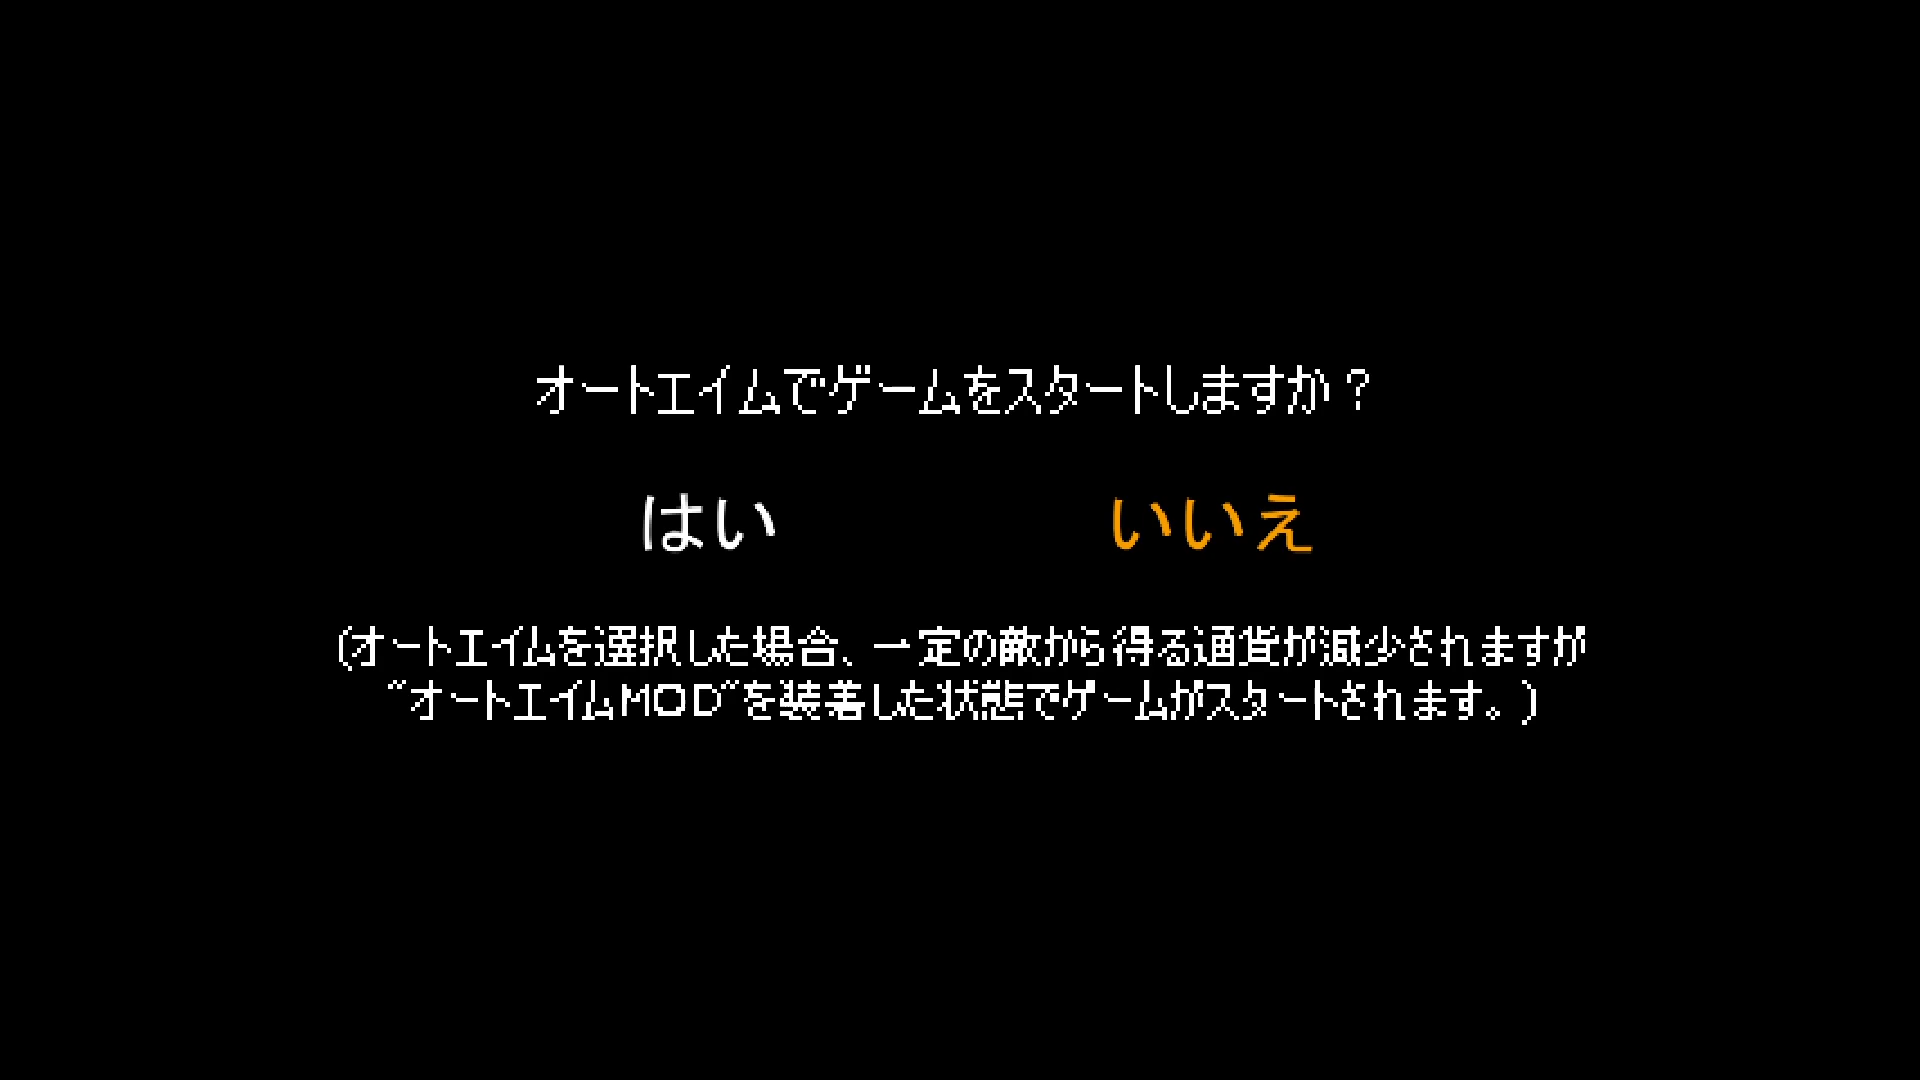 オートエイムでゲームをスタートしますか？
はい　いいえ
(オートエイムを選択した場合、一定の敵から得る通貨が減少されますが
"オートエイムMOD"を装着した状態でゲームがスタートされます。)